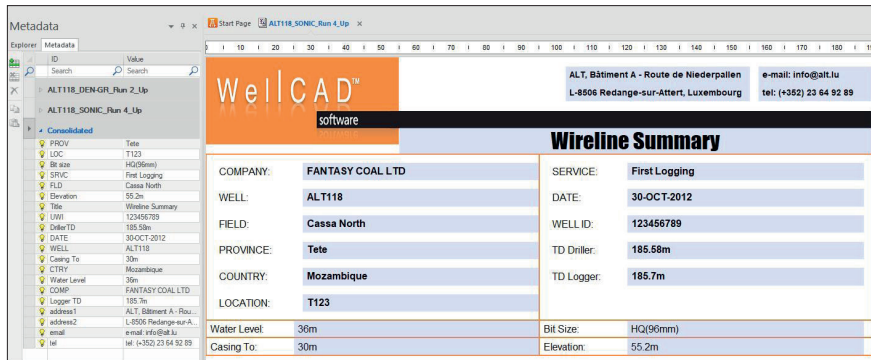 Metadata
Explorer Metadata
ID Value
Search Search
ALT118_DEN-GR_Run 2_Up
ALT118_SONIC_Run 4_Up
Consolidated
PROV Tete
LOC T123
Bit size HQ(96mm)
SRVC First Logging
FLD Cassa North
Elevation 55.2m
Title Wireline Summary
UWI 123456789
DrillerTD 185.58m
DATE 30-OCT-2012
WELL ALT118
Casing To 30m
CTRY Mozambique
Water Level 36m
COMP FANTASY COAL LTD
Logger TD 185.7m
address1 ALT, Bâtiment A - Rou...
address2 L-8506 Redange-sur-A...
email e-mail: info@alt.lu
tel tel: (+352) 23 64 92 89
Start Page ALT118_SONIC_Run 4_Up
0 10 20 30 40 50 60 70 80 90 100 110 120 130 140 150 160 170 180
WellCAD™
software
ALT, Bâtiment A - Route de Niederpallen e-mail: info@alt.lu
L-8506 Redange-sur-Attert, Luxembourg tel: (+352) 23 64 92 89
Wireline Summary
COMPANY: FANTASY COAL LTD SERVICE: First Logging
WELL: ALT118 DATE: 30-OCT-2012
FIELD: Cassa North WELL ID: 123456789
PROVINCE: Tete TD Driller: 185.58m
COUNTRY: Mozambique TD Logger: 185.7m
LOCATION: T123
Water Level: 36m Bit Size: HQ(96mm)
Casing To: 30m Elevation: 55.2m